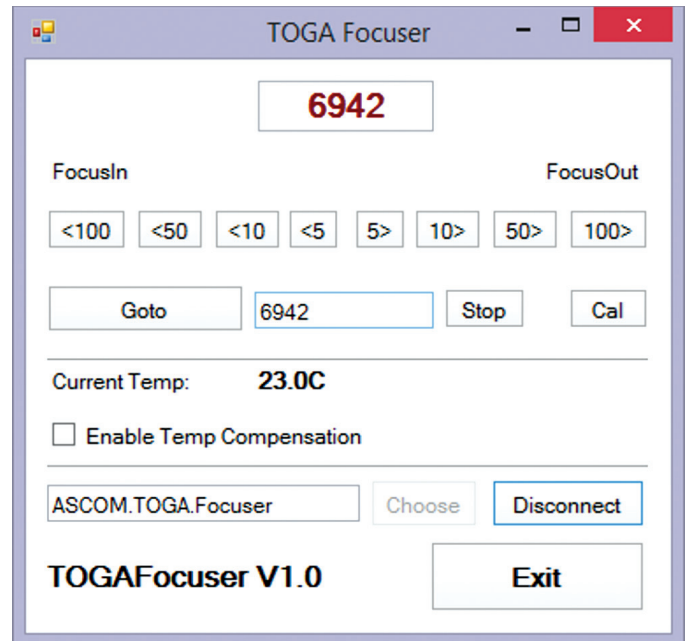 TOGA Focuser
6942
FocusIn FocusOut
<100 <50 <10 <5 5> 10> 50> 100>
Goto 6942 Stop Cal
Current Temp: 23.0C
Enable Temp Compensation
ASCOM.TOGA.Focuser Choose Disconnect
TOGAFocuser V1.0 Exit